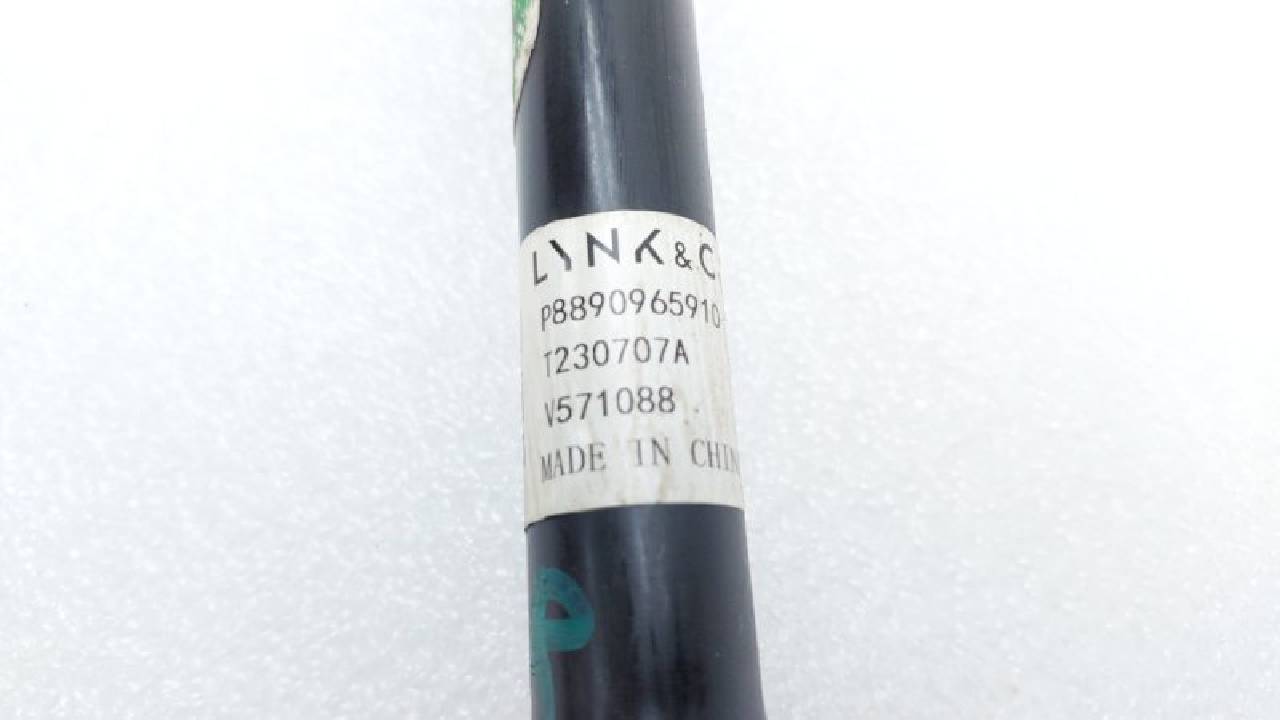 LYNK & C
P8890965910
T230707A
V571088
MADE IN CHIN